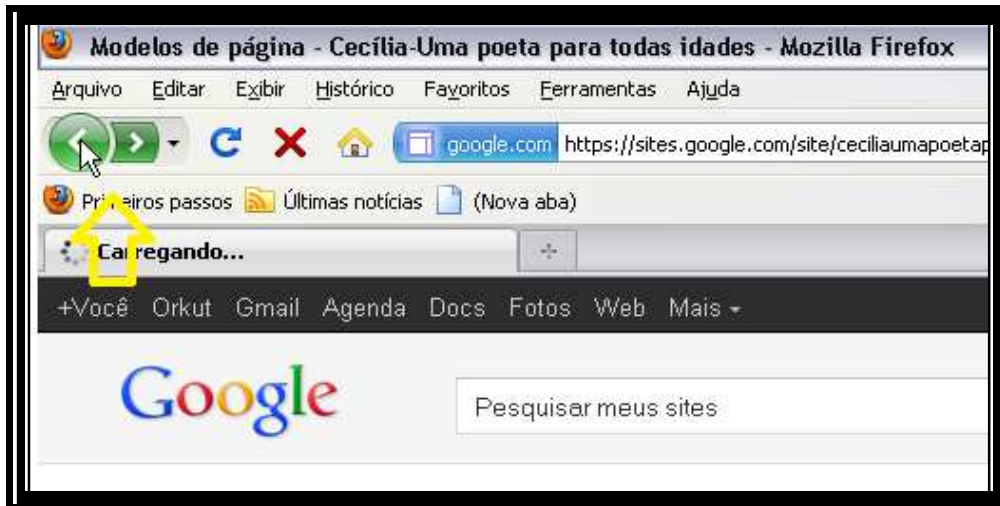 Modelos de página - Cecília-Uma poeta para todas idades - Mozilla Firefox
Arquivo Editar Exibir Histórico Favoritos Ferramentas Ajuda
google.com https://sites.google.com/site/ceciliaumapoetap
Primeiros passos Últimas notícias (Nova aba)
Carregando...
+Você Orkut Gmail Agenda Docs Fotos Web Mais
Google Pesquisar meus sites